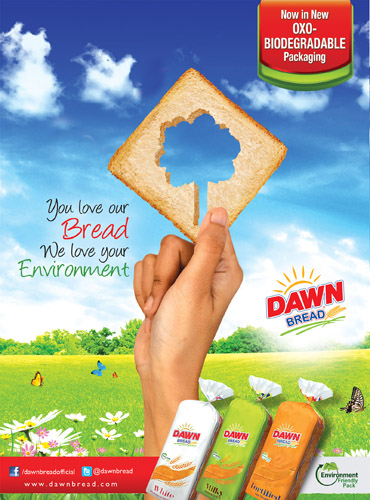 Now in New
OXO-
BIODEGRADABLE
Packaging
You love our
Bread
We love your
Environment
DAWN
BREAD
DAWN
BREAD
White
DAWN
BREAD
Milky
DAWN
BREAD
Fortified
/dawnbreadofficial
@dawnbread
www.dawnbread.com
Environment
Friendly
Pack